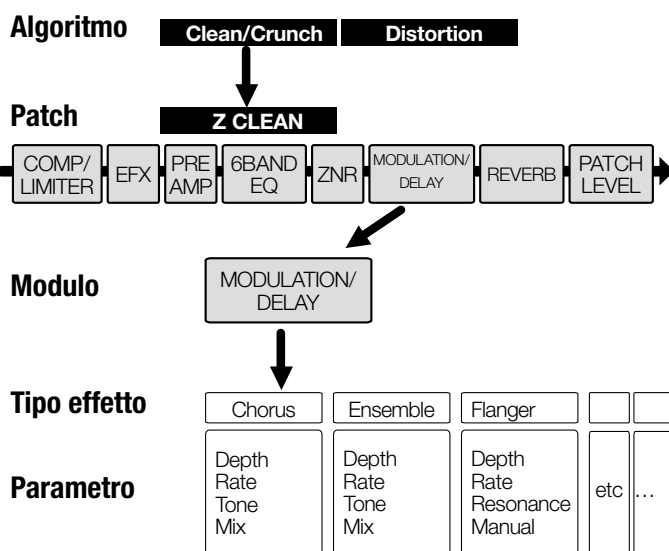 Algoritmo Clean/Crunch Distortion
Patch Z CLEAN
COMP/ LIMITER EFX PRE AMP 6BAND EQ ZNR MODULATION/ DELAY REVERB PATCH LEVEL
Modulo MODULATION/ DELAY
Tipo effetto Chorus Ensemble Flanger
Parametro
Depth
Rate
Tone
Mix
Depth
Rate
Tone
Mix
Depth
Rate
Resonance
Manual
etc
...